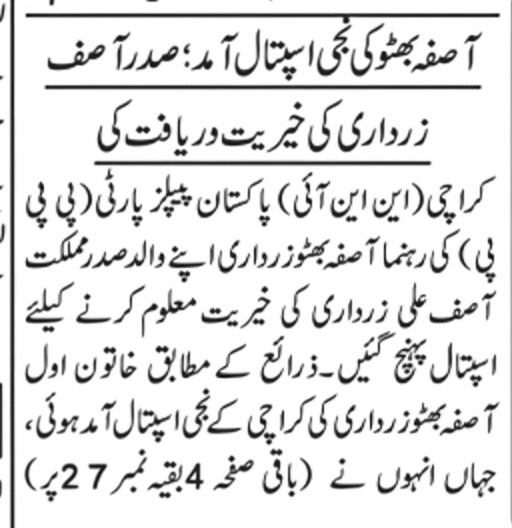 آصفہ بھٹو کی نجی اسپتال آمد؛ صدر آصف
زرداری کی خیریت دریافت کی
کراچی (این این آئی) پاکستان پیپلز پارٹی (پی پی
پی) کی رہنما آصفہ بھٹو زرداری اپنے والد صدر مملکت
آصف علی زرداری کی خیریت معلوم کرنے کیلئے
اسپتال پہنچ گئیں۔ ذرائع کے مطابق خاتون اول
آصفہ بھٹو زرداری کی کراچی کے نجی اسپتال آمد ہوئی،
جہاں انہوں نے (باقی صفحہ 4 بقیہ نمبر 27 پر)